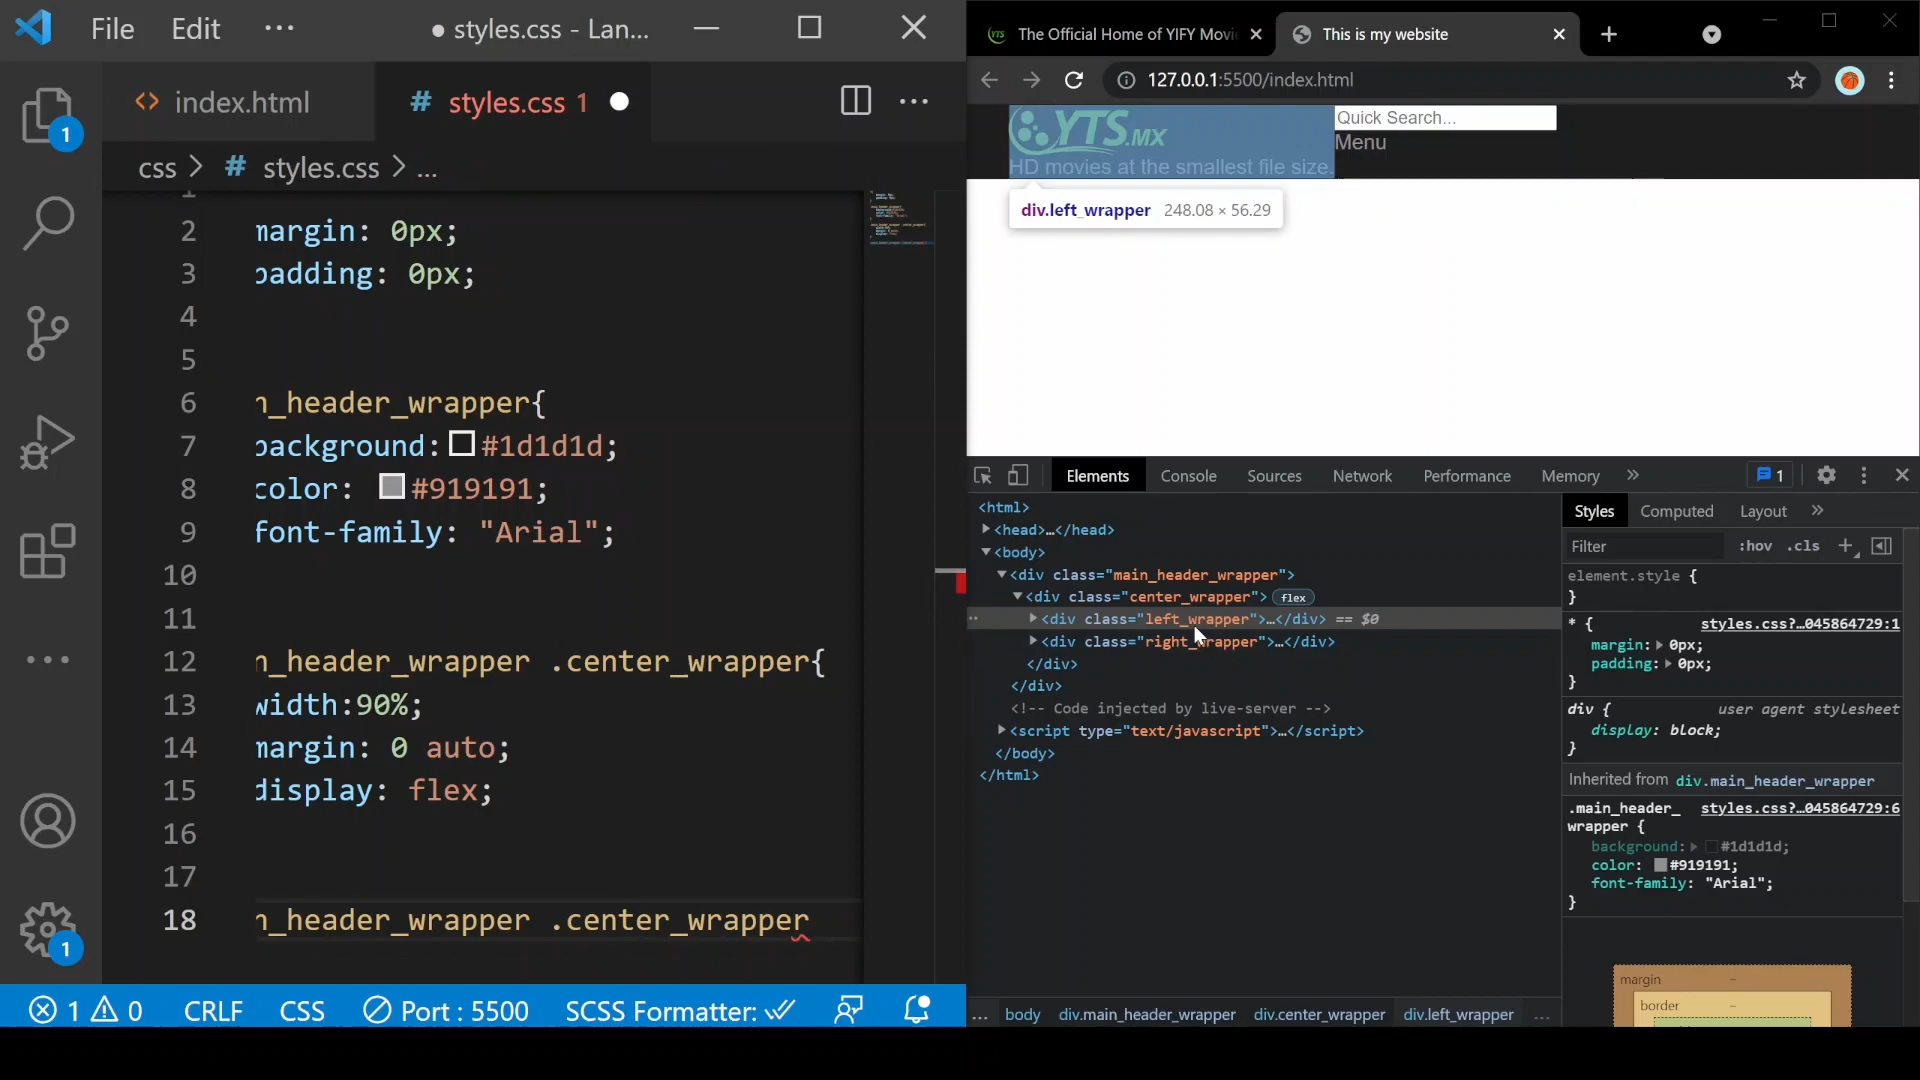 File Edit ··· ● styles.css - Lan...
index.html # styles.css 1
css > # styles.css > ...
2 margin: 0px;
3 padding: 0px;
4
5
6 n_header_wrapper{
7 background: #1d1d1d;
8 color: #919191;
9 font-family: "Arial";
10
11
12 n_header_wrapper .center_wrapper{
13 width:90%;
14 margin: 0 auto;
15 display: flex;
16
17
18 n_header_wrapper .center_wrapper
1
1
1 0 CRLF CSS Port : 5500 SCSS Formatter:
YTS The Official Home of YIFY Movi
This is my website
127.0.0.1:5500/index.html
YTS.MX
HD movies at the smallest file size.
Quick Search...
Menu
div.left_wrapper 248.08 × 56.29
Elements Console Sources Network Performance Memory » 1
<html>
<head>…</head>
<body>
<div class="main_header_wrapper">
<div class="center_wrapper"> flex
<div class="left_wrapper">…</div> == $0
<div class="right_wrapper">…</div>
</div>
</div>
<!-- Code injected by live-server -->
<script type="text/javascript">…</script>
</body>
</html>
... body div.main_header_wrapper div.center_wrapper div.left_wrapper ...
Styles Computed Layout »
Filter :hov .cls +
element.style {
}
* { styles.css?…045864729:1
margin: 0px;
padding: 0px;
}
div { user agent stylesheet
display: block;
}
Inherited from div.main_header_wrapper
.main_header_ styles.css?…045864729:6
wrapper {
background: #1d1d1d;
color: #919191;
font-family: "Arial";
}
margin –
border –